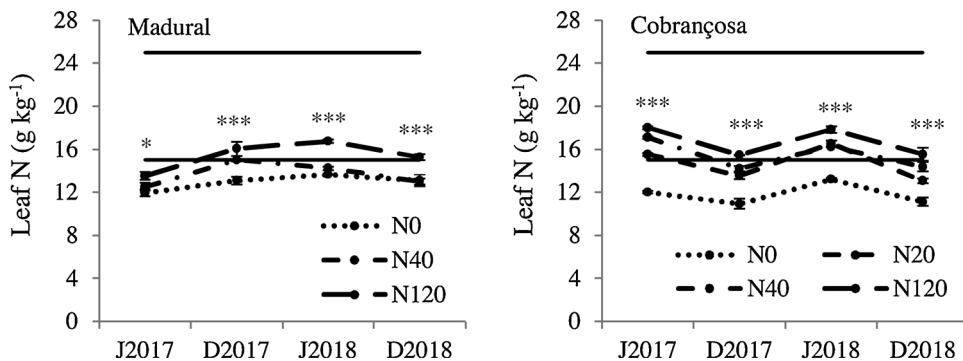 Madural
Leaf N (g kg-1)
28
24
20
16
12
8
4
0
*
***
***
***
N0
N40
N120
J2017 D2017 J2018 D2018
Cobrançosa
Leaf N (g kg-1)
28
24
20
16
12
8
4
0
***
***
***
***
N0 N20
N40 N120
J2017 D2017 J2018 D2018